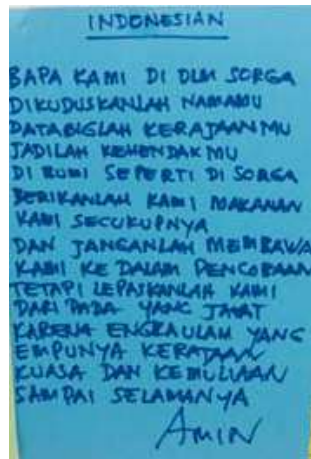 INDONESIAN
BAPA KAMI DI DLM SORGA
DIKUDUSKANLAH NAMAMU
DATABIGLAH KERAJAANMU
JADILAH KEHENDAKMU
DI BUMI SEPERTI DI SORGA
BERIKANLAH KAMI MAKANAN
KAMI SECUKUPNYA
DAN JANGANLAH MEMBAWA
KAMI KE DALAM PENCOBAAN
TETAPI LEPASKANLAH KAMI
DARI PADA YANG JAHAT
KARENA ENGKAULAH YANG
EMPUNYA KERAJAAN
KUASA DAN KEMULIAAN
SAMPAI SELAMANYA
AMIN